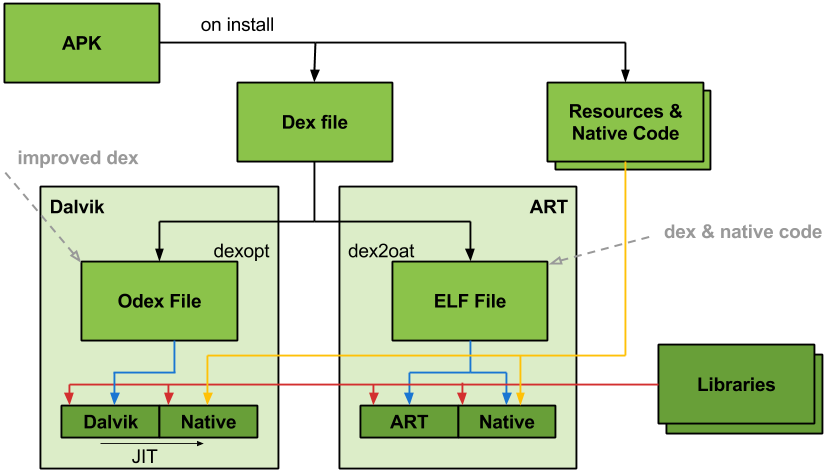 on install
APK
Dex file
Resources &
Native Code
improved dex
Dalvik
ART
dexopt
dex2oat
dex & native code
Odex File
ELF File
Libraries
Dalvik
Native
ART
Native
JIT